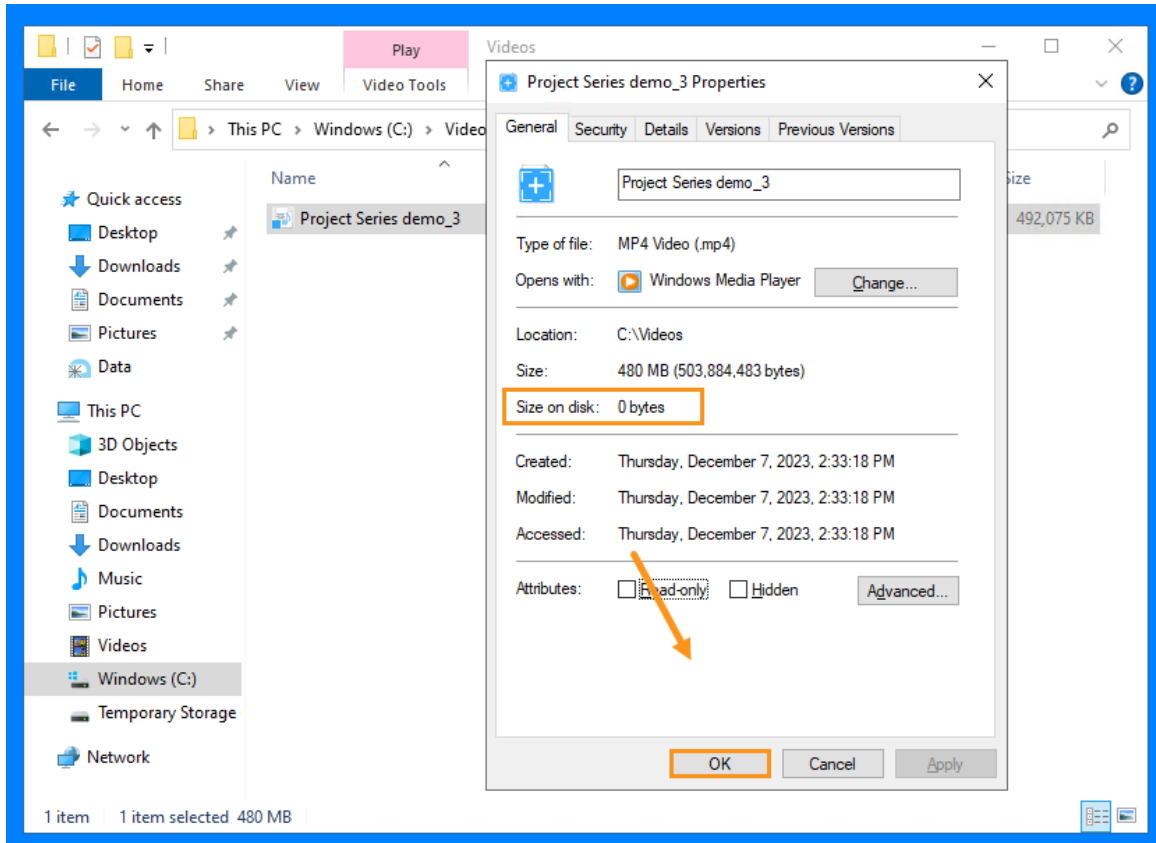 Play
Videos
File
Home
Share
View
Video Tools
This PC > Windows (C:) > Video
Name
Size
Project Series demo_3
492,075 KB
Quick access
Desktop
Downloads
Documents
Pictures
Data
This PC
3D Objects
Desktop
Documents
Downloads
Music
Pictures
Videos
Windows (C:)
Temporary Storage
Network
1 item
1 item selected 480 MB
Project Series demo_3 Properties
General
Security
Details
Versions
Previous Versions
Project Series demo_3
Type of file: MP4 Video (.mp4)
Opens with: Windows Media Player
Change...
Location: C:\Videos
Size: 480 MB (503,884,483 bytes)
Size on disk: 0 bytes
Created: Thursday, December 7, 2023, 2:33:18 PM
Modified: Thursday, December 7, 2023, 2:33:18 PM
Accessed: Thursday, December 7, 2023, 2:33:18 PM
Attributes: Read-only Hidden
Advanced...
OK
Cancel
Apply